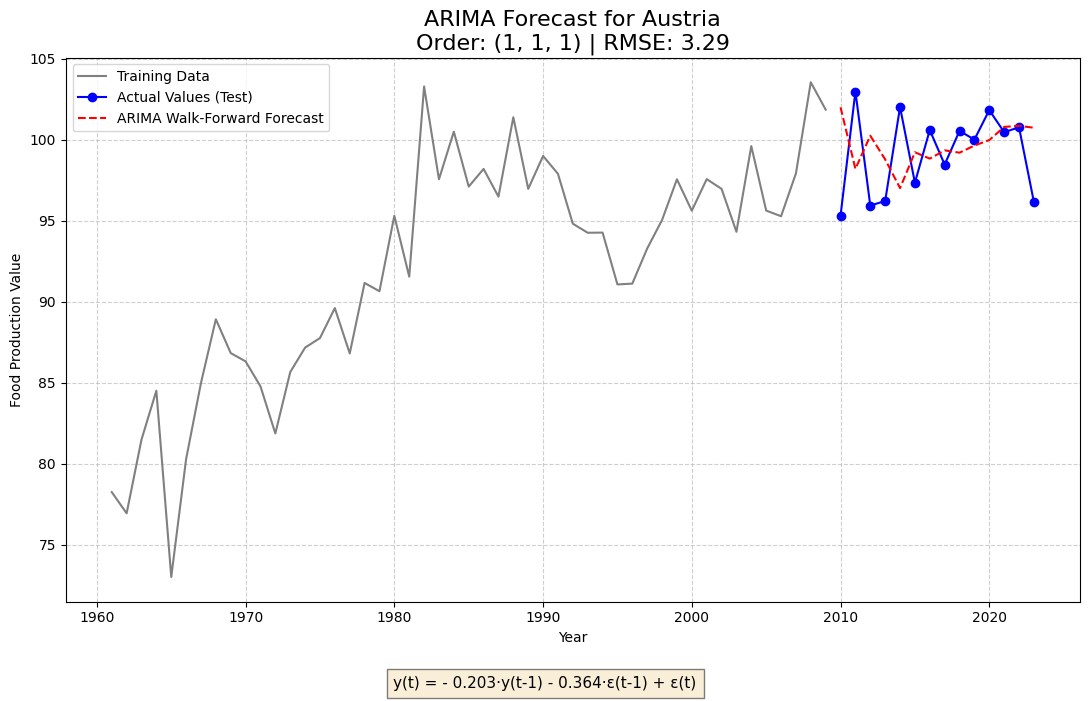 ARIMA Forecast for Austria
Order: (1, 1, 1) | RMSE: 3.29
Training Data
Actual Values (Test)
ARIMA Walk-Forward Forecast
Food Production Value
105
100
95
90
85
80
75
1960 1970 1980 1990 2000 2010 2020
Year
y(t) = - 0.203·y(t-1) - 0.364·ε(t-1) + ε(t)